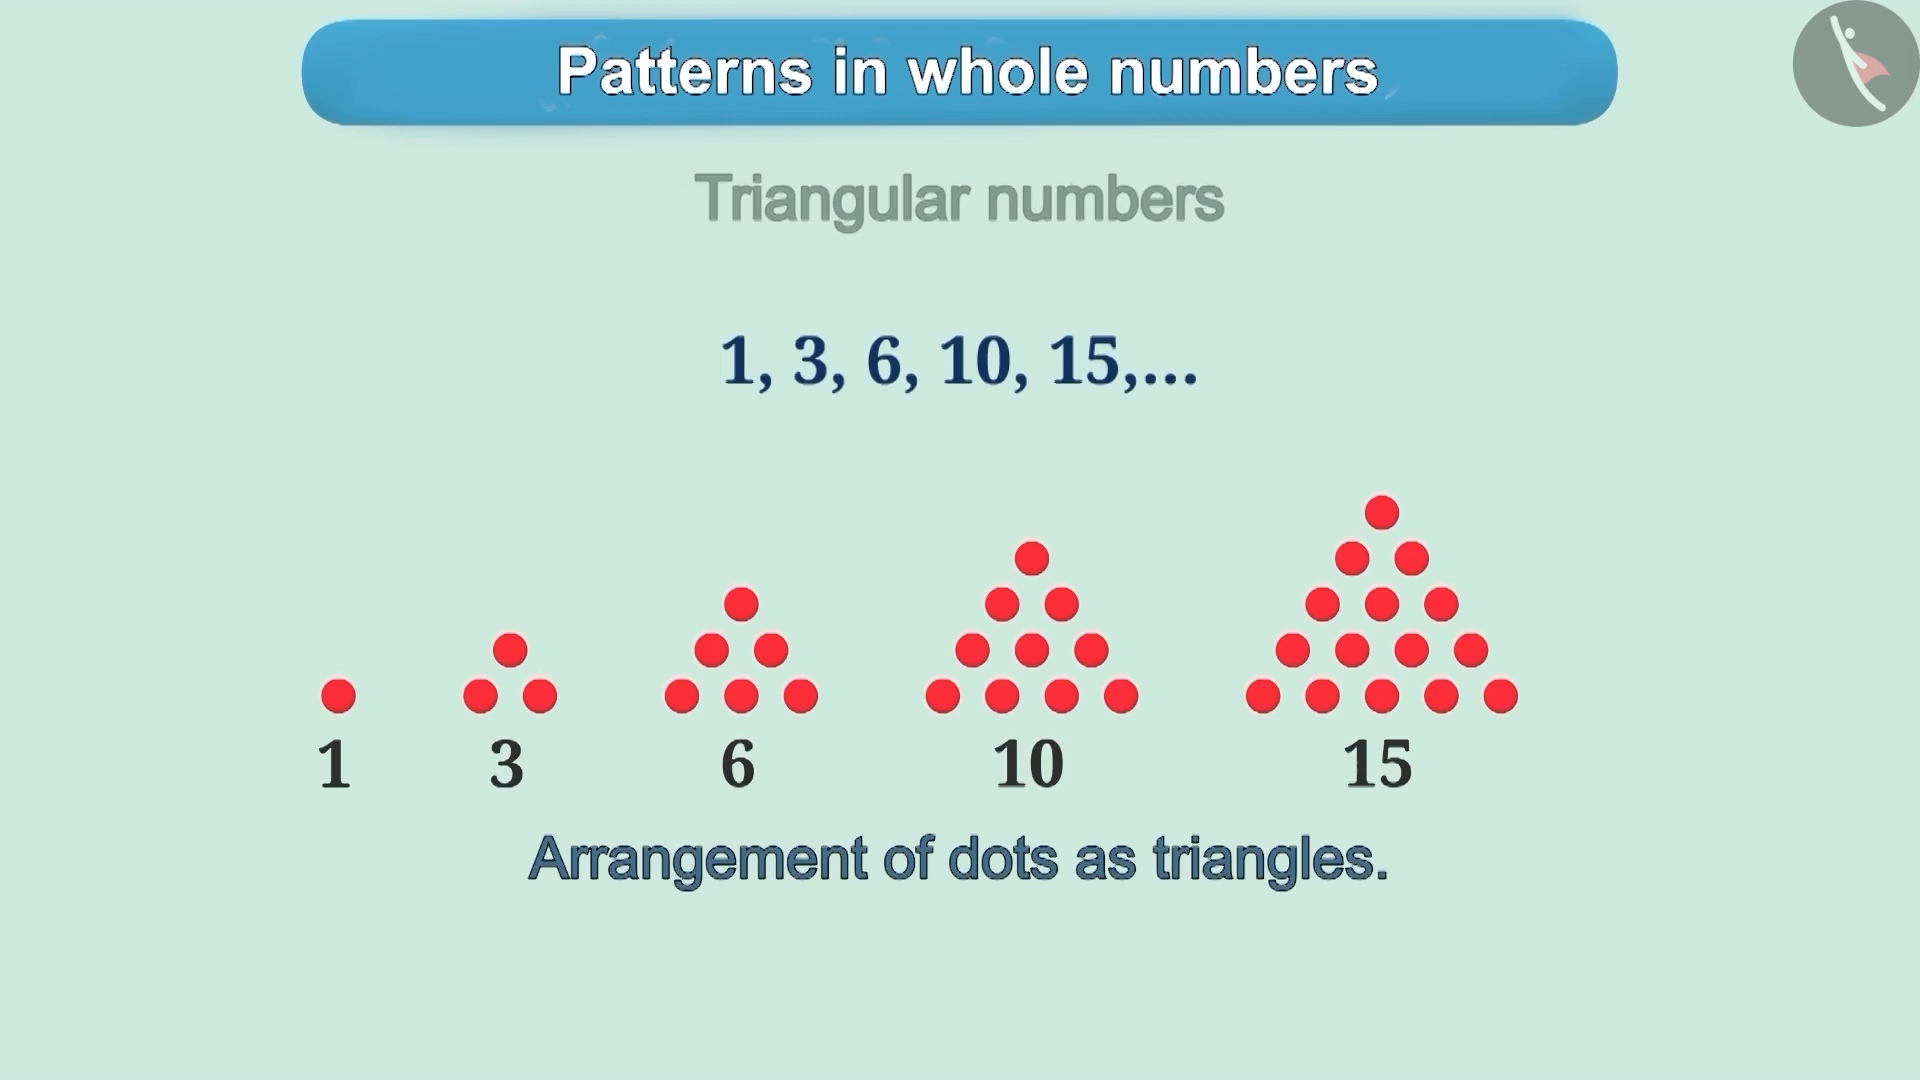 Patterns in whole numbers
Triangular numbers
1, 3, 6, 10, 15,...
1 3 6 10 15
Arrangement of dots as triangles.